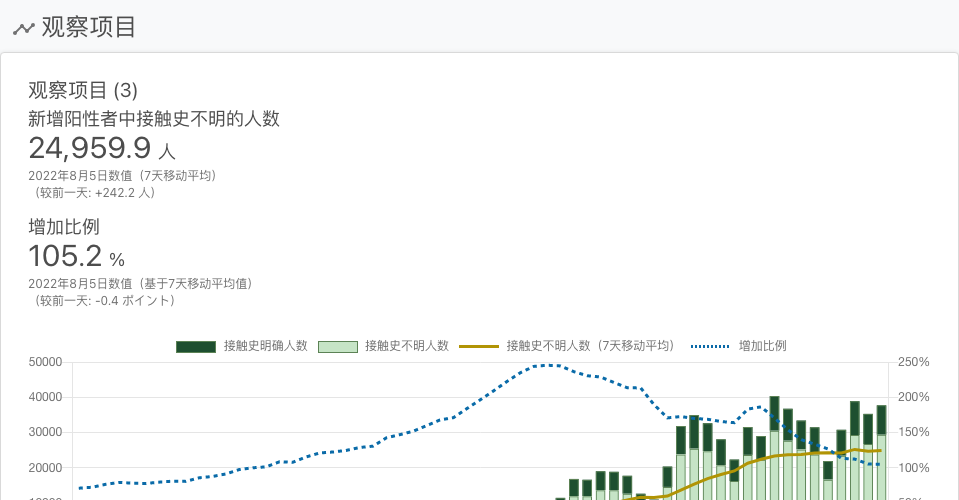 观察项目
观察项目 (3)
新增阳性者中接触史不明的人数
24,959.9 人
2022年8月5日数值（7天移动平均）
（较前一天: +242.2 人）
增加比例
105.2 %
2022年8月5日数值（基于7天移动平均值）
（较前一天: -0.4 ポイント）
接触史明确人数 接触史不明人数 接触史不明人数（7天移动平均） 增加比例
50000 250%
40000 200%
30000 150%
20000 100%